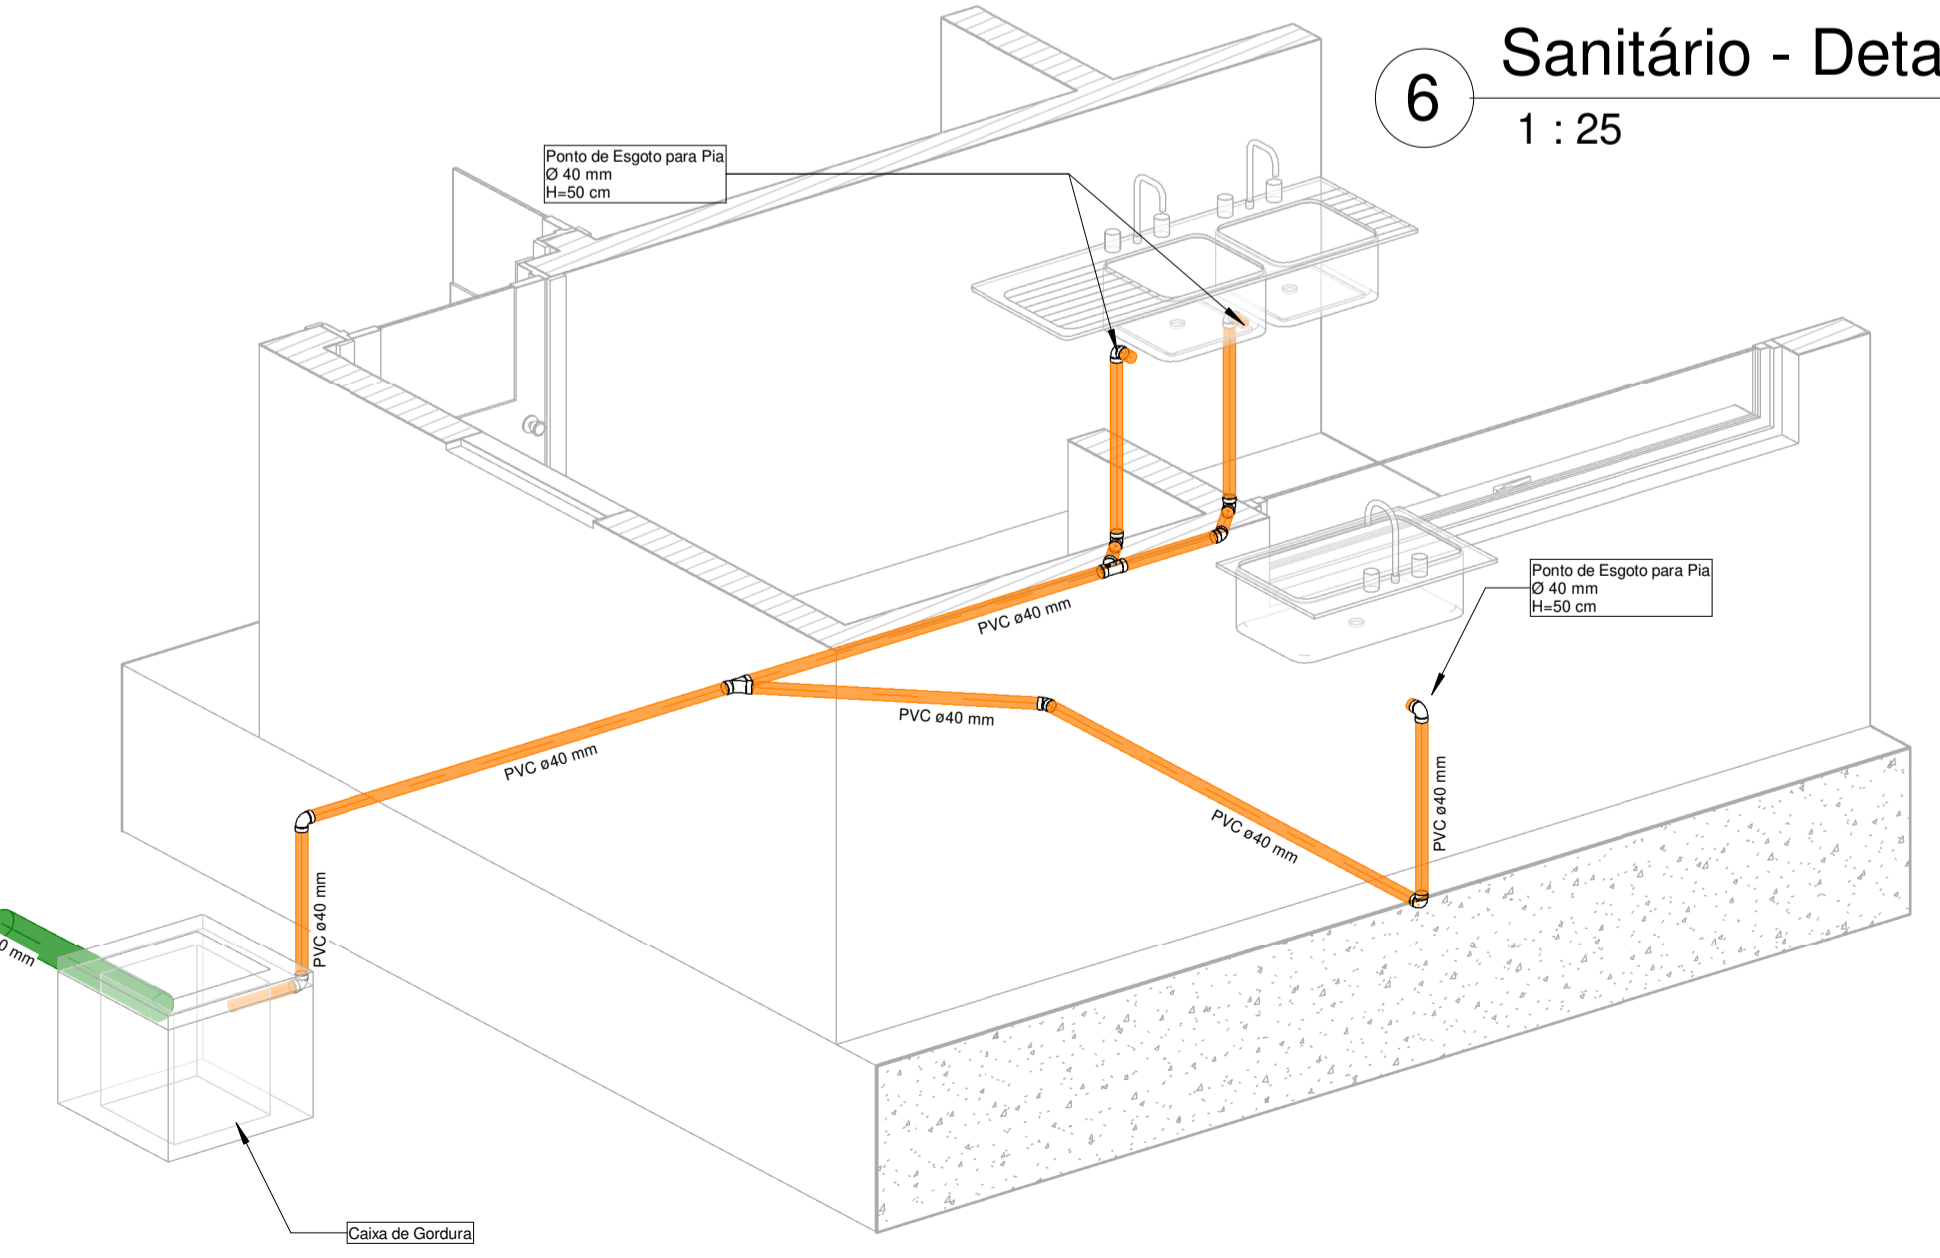 Sanitário - Deta
6
1 : 25
Ponto de Esgoto para Pia
Ø 40 mm
H=50 cm
Ponto de Esgoto para Pia
Ø 40 mm
H=50 cm
PVC ø40 mm
PVC ø40 mm
PVC ø40 mm
PVC ø40 mm
PVC ø40 mm
PVC ø40 mm
0 mm
Caixa de Gordura